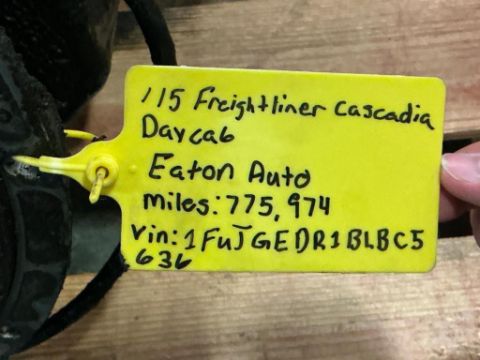 '15 Freightliner Cascadia
Daycab
Eaton Auto
miles: 775,974
Vin: 1FUJGEDR1BLBC5
636